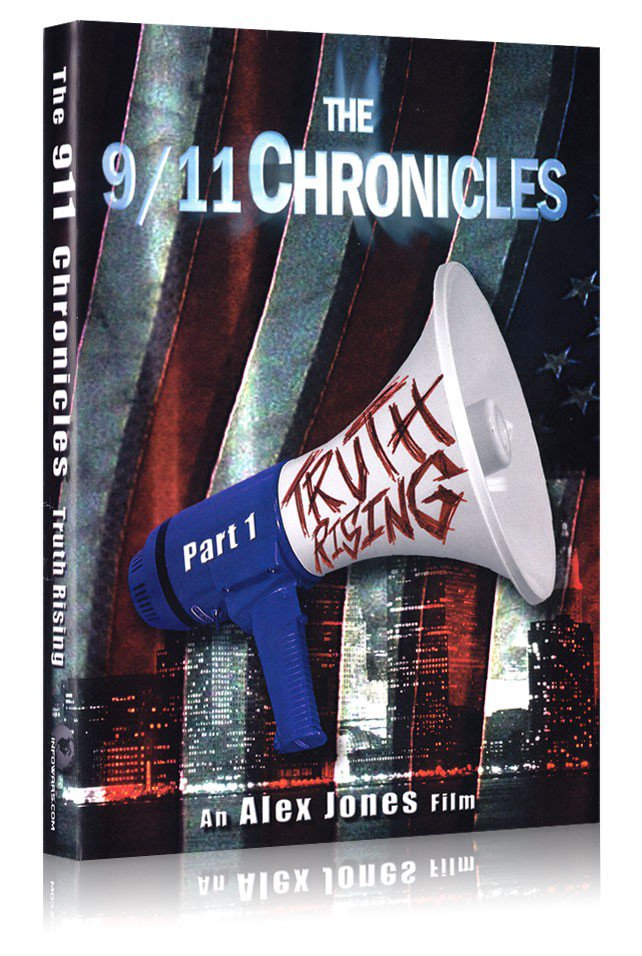 The 911 Chronicles Truth Rising
INFOWARS.COM
THE
9/11 CHRONICLES
TRUTH
RISING
Part 1
An Alex Jones Film